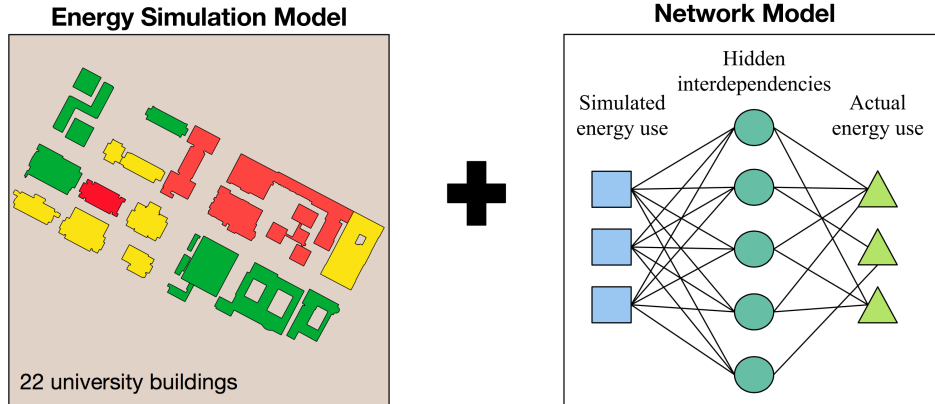 Energy Simulation Model
22 university buildings
Network Model
Hidden
interdependencies
Simulated
energy use
Actual
energy use